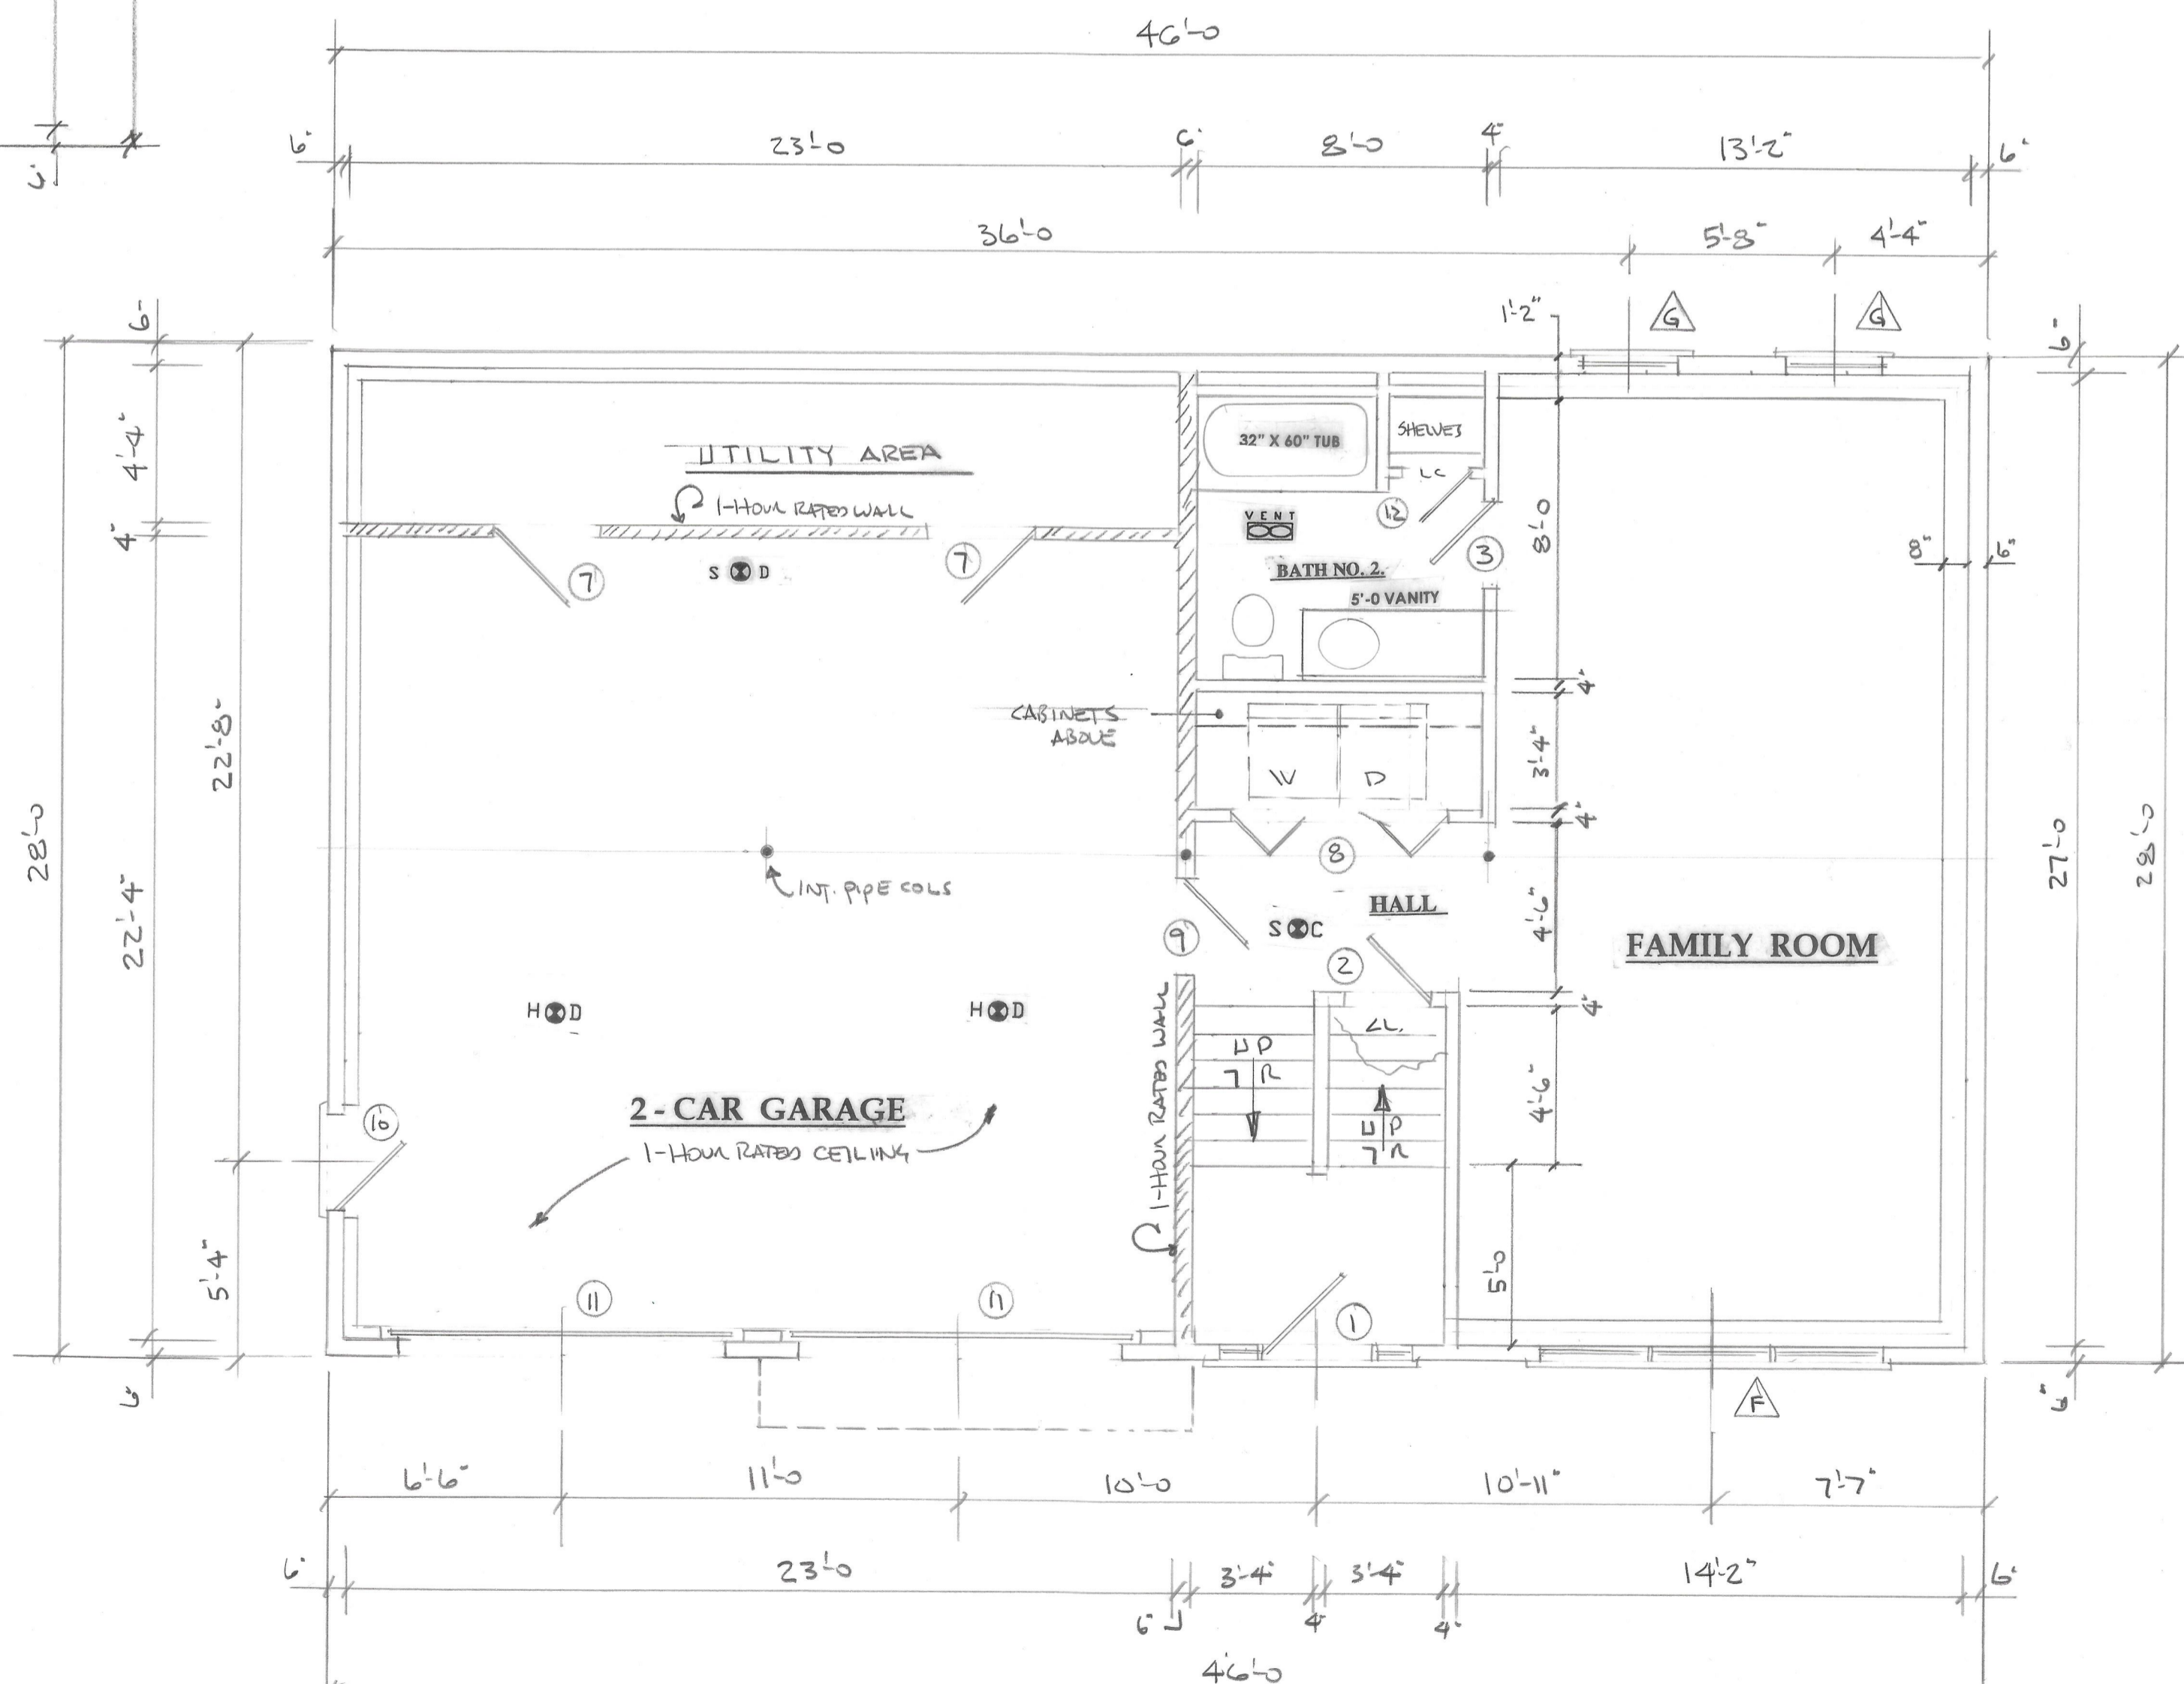 46'-0
6" 23'-0 6" 8'-0 4" 13'-2" 6"
6"
36'-0 5'-8" 4'-4"
1'-2" G G
6" 6"
4'-4"
4"
UTILITY AREA
1-HOUR RATED WALL
32" X 60" TUB
SHELVES
LC
VENT
12
3
BATH NO. 2.
5'-0 VANITY
8'-0
8" 6"
7 S D 7
4"
22'-8"
CABINETS
ABOVE
W D
3'-4"
4"
8
28'-0
22'-4"
INT. PIPE COLS
HALL
9
S C
2
4'-6"
FAMILY ROOM
27'-0
28'-0
4"
H D H D
CL.
UP
7 R
UP
7 R
1-HOUR RATED WALL
4'-6"
2 - CAR GARAGE
1-HOUR RATED CEILING
10
5'-4"
5'-0
11 11 1
6" 6"
F
6'-6" 11'-0 10'-0 10'-11" 7'-7"
6" 23'-0 3'-4" 3'-4" 14'-2" 6"
6" 4" 4"
46'-0